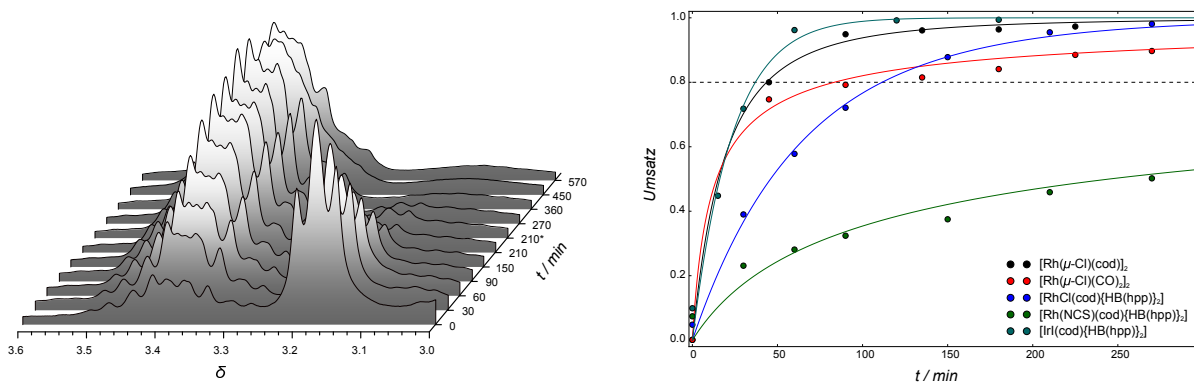 570
450
360
270
210*
210
150
90
60
30
0
t / min
3.6 3.5 3.4 3.3 3.2 3.1 3.0
δ
Umsatz
1.0
0.8
0.6
0.4
0.2
0.0
[Rh(μ-Cl)(cod)]₂
[Rh(μ-Cl)(CO)₂]₂
[RhCl(cod){HB(hpp)}₂]
[Rh(NCS)(cod){HB(hpp)}₂]
[IrI(cod){HB(hpp)}₂]
0 50 100 150 200 250
t / min